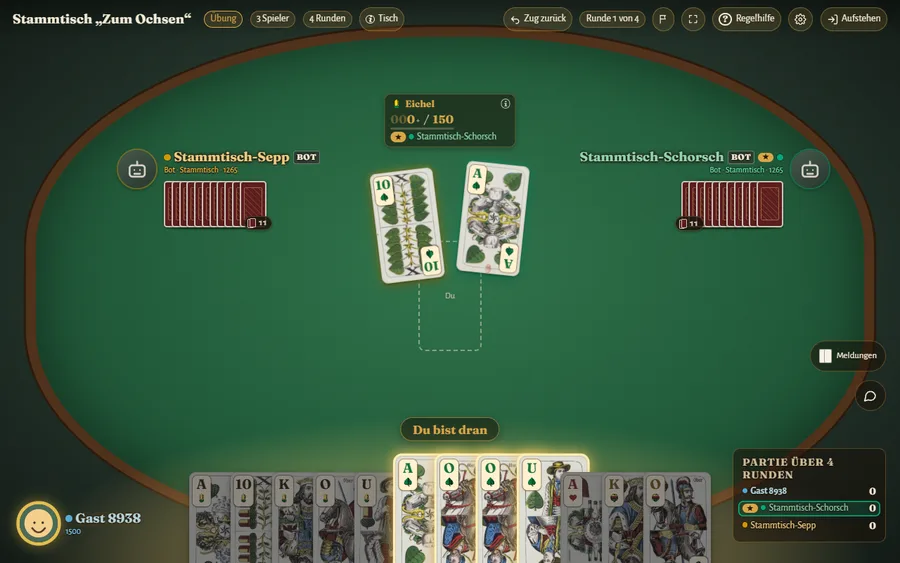 Stammtisch „Zum Ochsen“
Übung
3 Spieler
4 Runden
Tisch
Zug zurück
Runde 1 von 4
Regelhilfe
Aufstehen
Eichel
000 · / 150
Stammtisch-Schorsch
Stammtisch-Sepp BOT
Bot · Stammtisch · 1265
11
Stammtisch-Schorsch BOT
Bot · Stammtisch · 1265
11
10
X
10
X
A
A
Du
Meldungen
Du bist dran
A
10
K
O
U
A
O
O
U
A
K
O
Gast 8938
1500
PARTIE ÜBER 4
RUNDEN
Gast 8938 0
Stammtisch-Schorsch 0
Stammtisch-Sepp 0